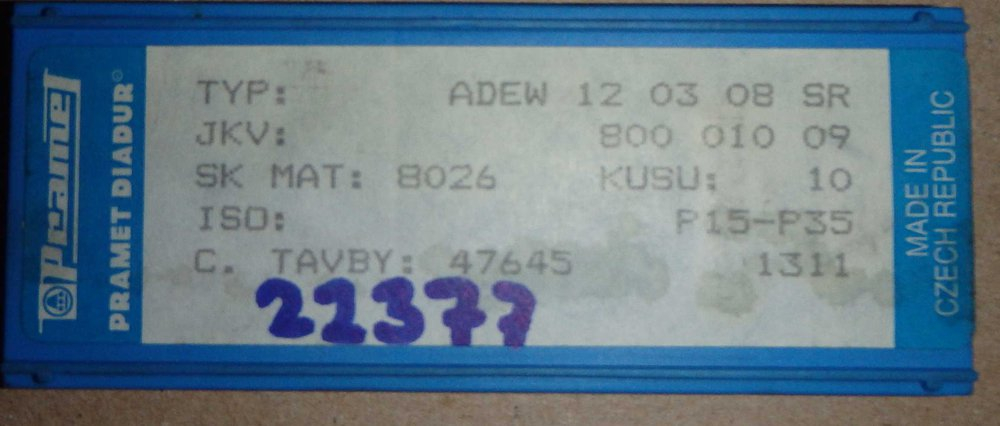 Pramet
PRAMET DIADUR®
TYP: ADEW 12 03 08 SR
JKV: 800 010 09
SK MAT: 8026 KUSU: 10
ISO: P15-P35
C. TAVBY: 47645 1311
22377
MADE IN
CZECH REPUBLIC